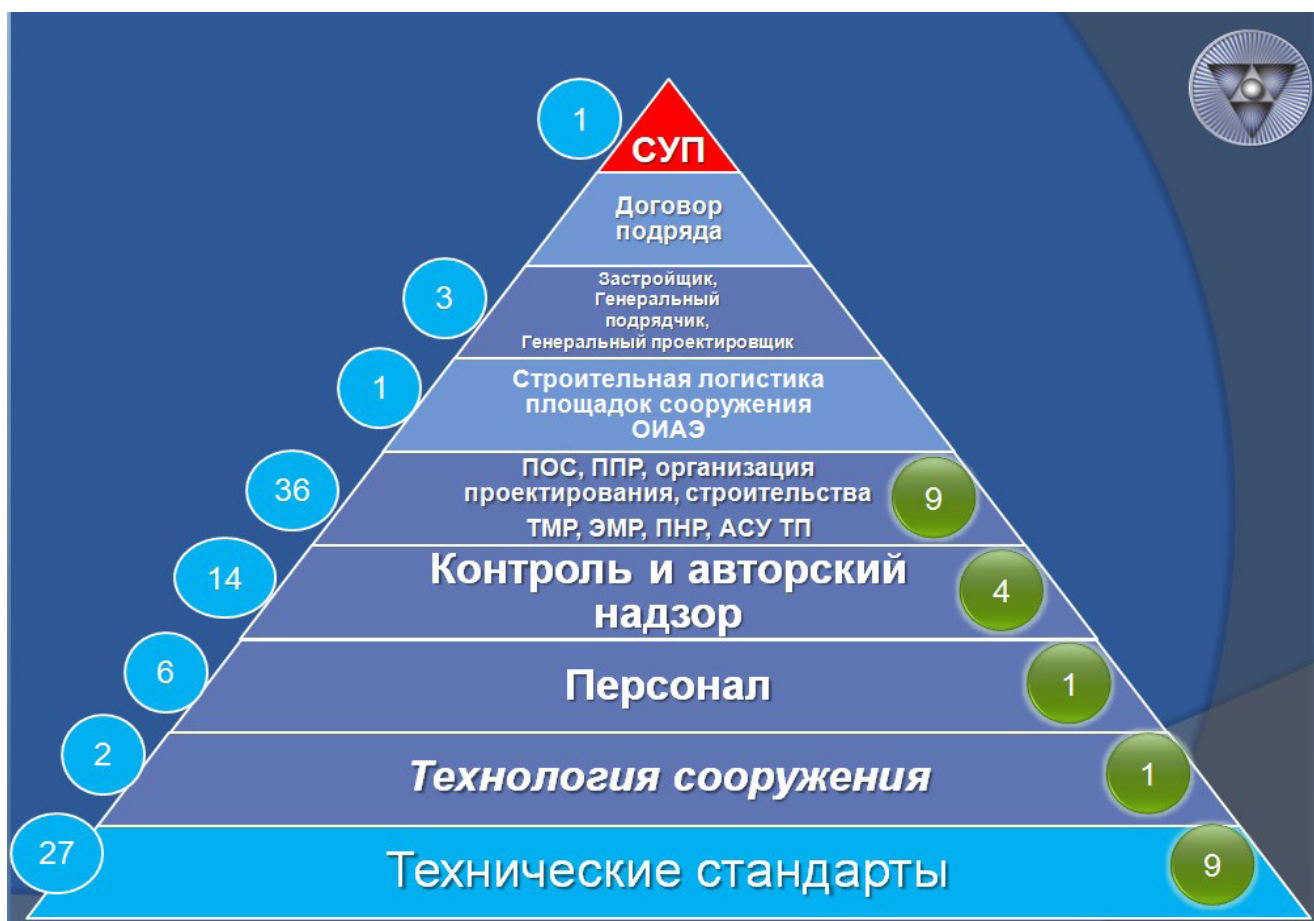 1
СУП
Договор
подряда
3
Застройщик,
Генеральный
подрядчик,
Генеральный проектировщик
1
Строительная логистика
площадок сооружения
ОИАЭ
36
ПОС, ППР, организация
проектирования, строительства
ТМР, ЭМР, ПНР, АСУ ТП
9
14
Контроль и авторский
надзор
4
6
Персонал
1
2
Технология сооружения
1
27
Технические стандарты
9